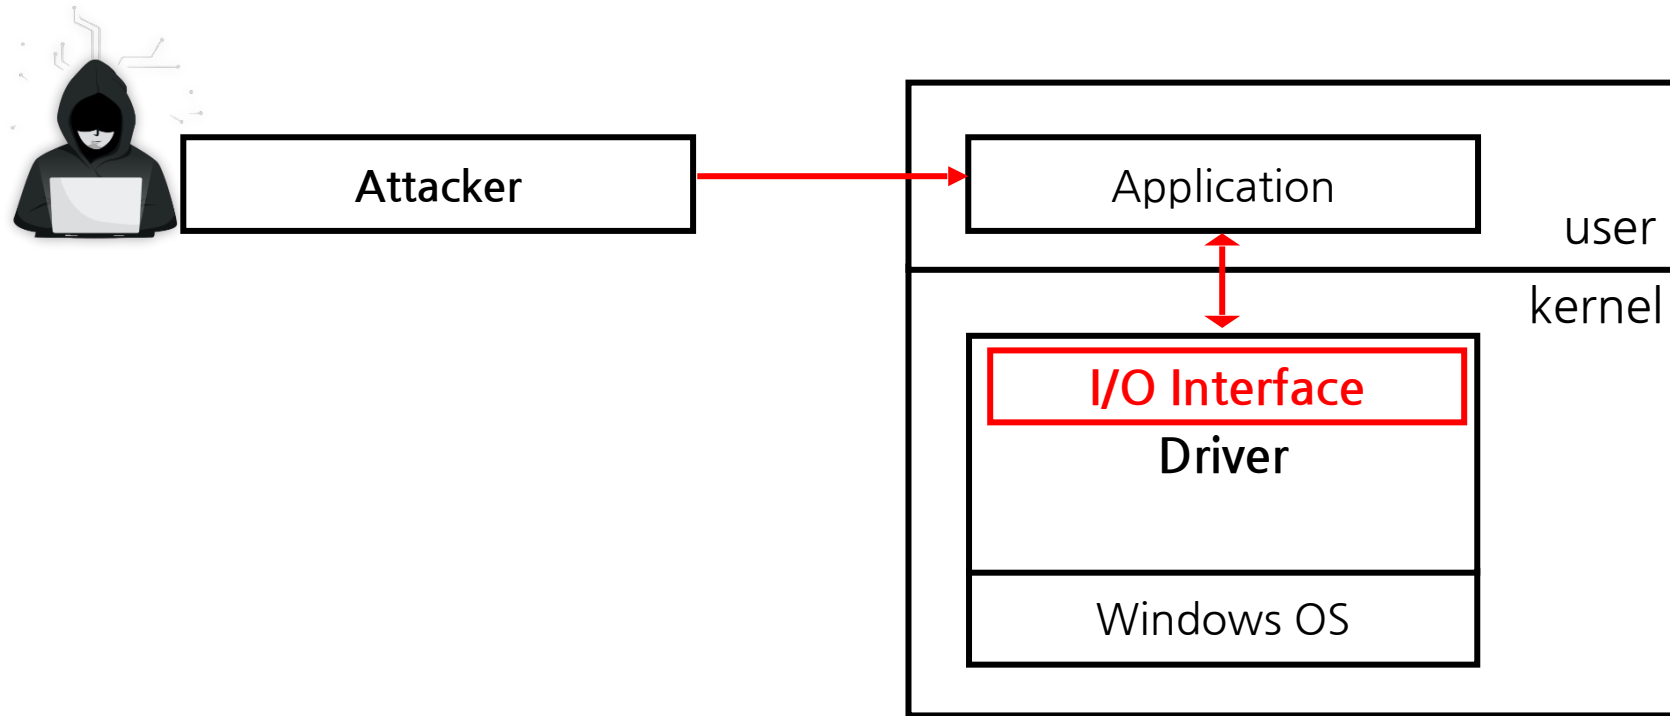 Attacker
Application
user
kernel
I/O Interface
Driver
Windows OS